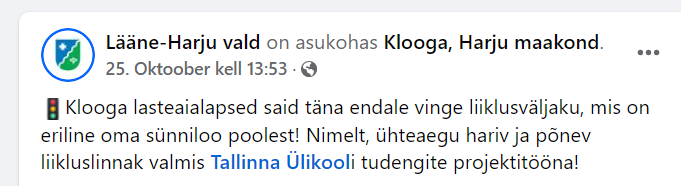 Lääne-Harju vald on asukohas Klooga, Harju maakond.
25. Oktoober kell 13:53 ·
🚦Klooga lasteaialapsed said täna endale vinge liiklusväljaku, mis on
eriline oma sünniloo poolest! Nimelt, ühteaegu hariv ja põnev
liikluslinnak valmis Tallinna Ülikooli tudengite projektitööna!